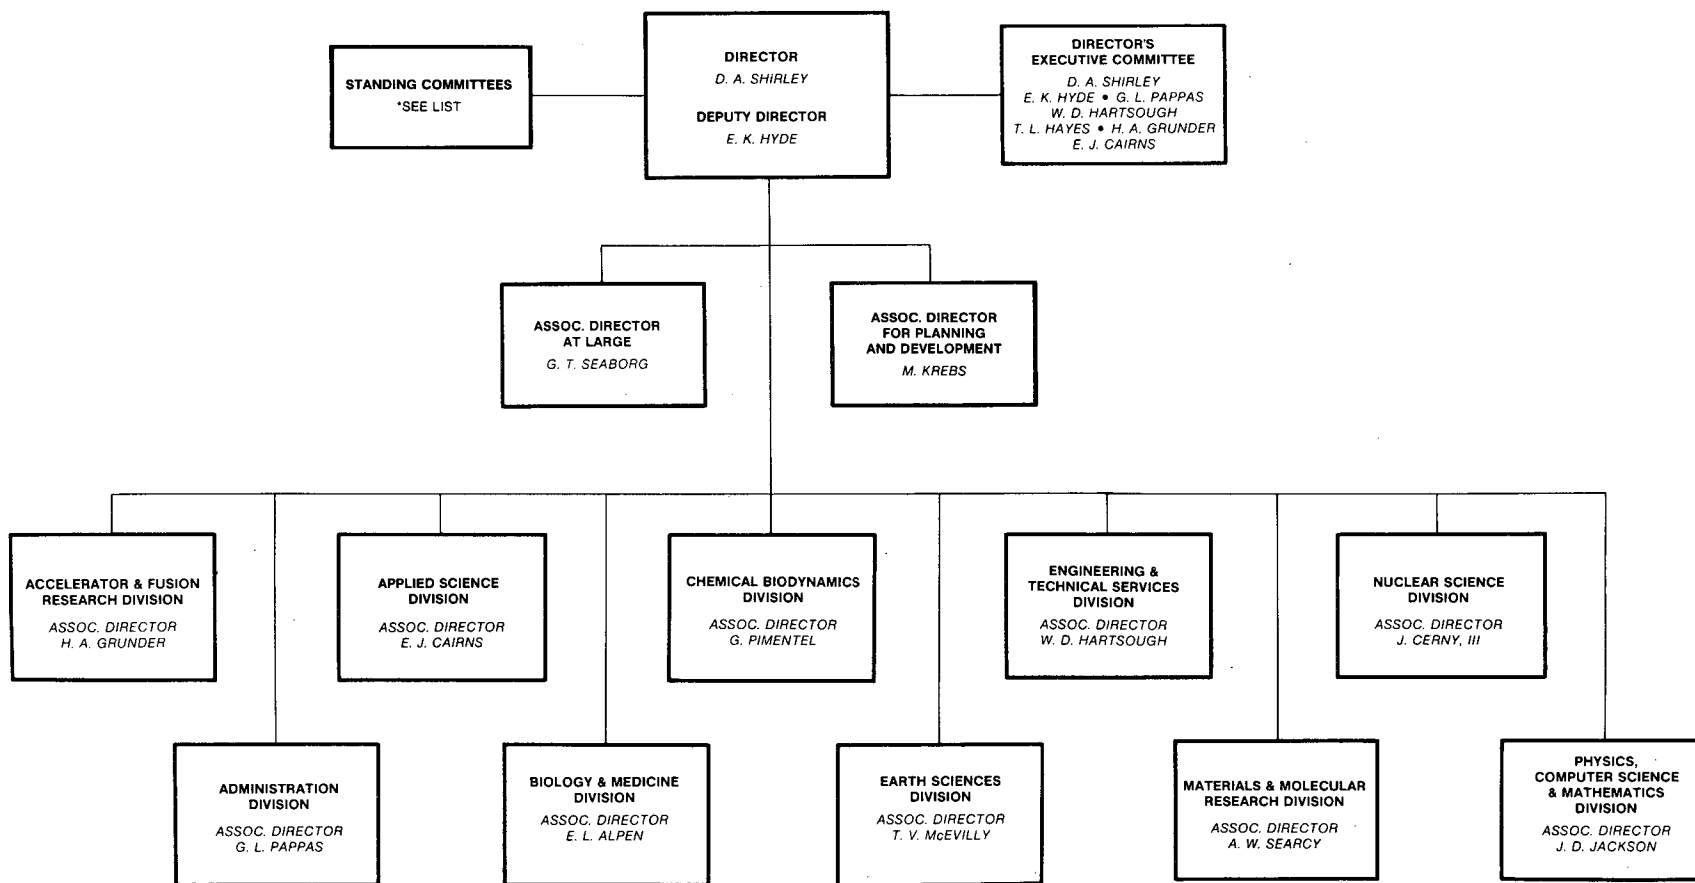 STANDING COMMITTEES
*SEE LIST
DIRECTOR
D. A. SHIRLEY
DEPUTY DIRECTOR
E. K. HYDE
DIRECTOR'S
EXECUTIVE COMMITTEE
D. A. SHIRLEY
E. K. HYDE • G. L. PAPPAS
W. D. HARTSOUGH
T. L. HAYES • H. A. GRUNDER
E. J. CAIRNS
ASSOC. DIRECTOR
AT LARGE
G. T. SEABORG
ASSOC. DIRECTOR
FOR PLANNING
AND DEVELOPMENT
M. KREBS
ACCELERATOR & FUSION
RESEARCH DIVISION
ASSOC. DIRECTOR
H. A. GRUNDER
APPLIED SCIENCE
DIVISION
ASSOC. DIRECTOR
E. J. CAIRNS
CHEMICAL BIODYNAMICS
DIVISION
ASSOC. DIRECTOR
G. PIMENTEL
ENGINEERING &
TECHNICAL SERVICES
DIVISION
ASSOC. DIRECTOR
W. D. HARTSOUGH
NUCLEAR SCIENCE
DIVISION
ASSOC. DIRECTOR
J. CERNY, III
ADMINISTRATION
DIVISION
ASSOC. DIRECTOR
G. L. PAPPAS
BIOLOGY & MEDICINE
DIVISION
ASSOC. DIRECTOR
E. L. ALPEN
EARTH SCIENCES
DIVISION
ASSOC. DIRECTOR
T. V. McEVILLY
MATERIALS & MOLECULAR
RESEARCH DIVISION
ASSOC. DIRECTOR
A. W. SEARCY
PHYSICS,
COMPUTER SCIENCE
& MATHEMATICS
DIVISION
ASSOC. DIRECTOR
J. D. JACKSON